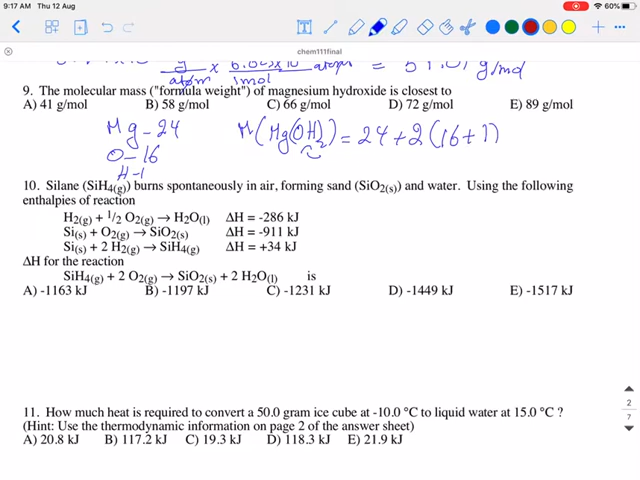 9:17 AM Thu 12 Aug
60%
chem111final
g/atom x 6.023x10 atoms/1mol = g/mol
9. The molecular mass ("formula weight") of magnesium hydroxide is closest to
A) 41 g/mol B) 58 g/mol C) 66 g/mol D) 72 g/mol E) 89 g/mol
Mg - 24 M(Mg(OH)2) = 24 + 2(16+1)
O - 16
H - 1
10. Silane (SiH4(g)) burns spontaneously in air, forming sand (SiO2(s)) and water. Using the following
enthalpies of reaction
H2(g) + 1/2 O2(g) → H2O(l) ΔH = -286 kJ
Si(s) + O2(g) → SiO2(s) ΔH = -911 kJ
Si(s) + 2 H2(g) → SiH4(g) ΔH = +34 kJ
ΔH for the reaction
SiH4(g) + 2 O2(g) → SiO2(s) + 2 H2O(l) is
A) -1163 kJ B) -1197 kJ C) -1231 kJ D) -1449 kJ E) -1517 kJ
11. How much heat is required to convert a 50.0 gram ice cube at -10.0 °C to liquid water at 15.0 °C ?
(Hint: Use the thermodynamic information on page 2 of the answer sheet)
A) 20.8 kJ B) 117.2 kJ C) 19.3 kJ D) 118.3 kJ E) 21.9 kJ
2
7